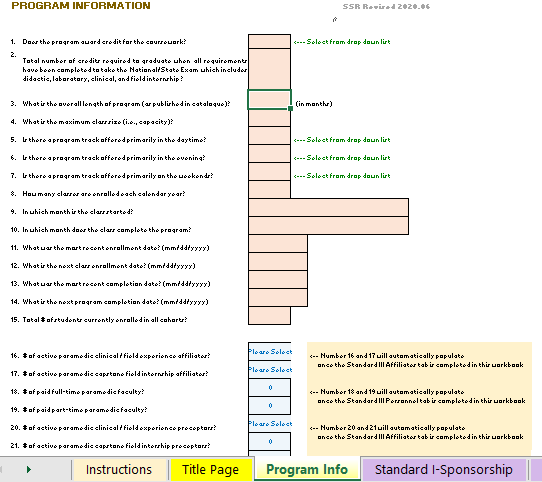 PROGRAM INFORMATION
SSR Revised 2020.06
1. Does the program award credit for the coursework? <--- Select from drop down list
2.
Total number of credits required to graduate when all requirements
have been completed to take the National/State Exam which includes
didactic, laboratory, clinical, and field internship?
3. What is the overall length of program (as published in catalogue)? (in months)
4. What is the maximum class size (i.e., capacity)?
5. Is there a program track offered primarily in the daytime? <--- Select from drop down list
6. Is there a program track offered primarily in the evening? <--- Select from drop down list
7. Is there a program track offered primarily on the weekends? <--- Select from drop down list
8. How many classes are enrolled each calendar year?
9. In which month is the class started?
10. In which month does the class complete the program?
11. What was the most recent enrollment date? (mm/dd/yyyy)
12. What is the next class enrollment date? (mm/dd/yyyy)
13. What was the most recent completion date? (mm/dd/yyyy)
14. What is the next program completion date? (mm/dd/yyyy)
15. Total # of students currently enrolled in all cohorts?
16. # of active paramedic clinical / field experience affiliates? Please Select <-- Number 16 and 17 will automatically populate
17. # of active paramedic capstone field internship affiliates? Please Select once the Standard III Affiliates tab is completed in this workbook
18. # of paid full-time paramedic faculty? 0 <-- Number 18 and 19 will automatically populate
19. # of paid part-time paramedic faculty? 0 once the Standard III Personnel tab is completed in this workbook
20. # of active paramedic clinical / field experience preceptors? Please Select <-- Number 20 and 21 will automatically populate
21. # of active paramedic capstone field intership preceptors? 0 once the Standard III Affiliates tab is completed in this workbook
Instructions Title Page Program Info Standard I-Sponsorship